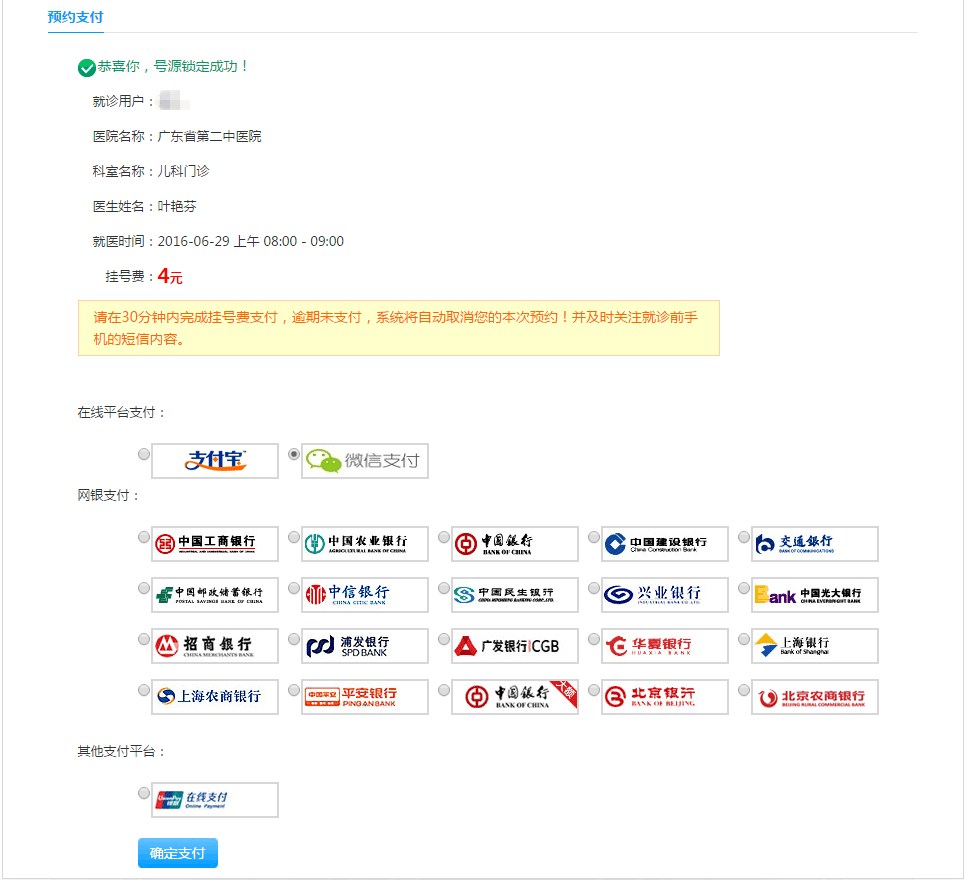 预约支付
恭喜你，号源锁定成功！
就诊用户：
医院名称：广东省第二中医院
科室名称：儿科门诊
医生姓名：叶艳芬
就医时间：2016-06-29 上午 08:00 - 09:00
挂号费：4元
请在30分钟内完成挂号费支付，逾期未支付，系统将自动取消您的本次预约！并及时关注就诊前手
机的短信内容。
在线平台支付：
支付宝 微信支付
网银支付：
中国工商银行 INDUSTRIAL AND COMMERCIAL BANK OF CHINA 中国农业银行 AGRICULTURAL BANK OF CHINA 中国银行 BANK OF CHINA 中国建设银行 China Construction Bank 交通银行 BANK OF COMMUNICATIONS
中国邮政储蓄银行 POSTAL SAVINGS BANK OF CHINA 中信银行 CHINA CITIC BANK 中国民生银行 CHINA MINSHENG BANKING CORP.,LTD. 兴业银行 INDUSTRIAL BANK CO.,LTD. Bank 中国光大银行 CHINA EVERBRIGHT BANK
招商银行 CHINA MERCHANTS BANK 浦发银行 SPD BANK 广发银行|CGB 华夏银行 HUAXIA BANK 上海银行 Bank of Shanghai
上海农商银行 中国平安 平安银行 PINGAN BANK 中国银行 BANK OF CHINA 大额 北京银行 BANK OF BEIJING 北京农商银行 BEIJING RURAL COMMERCIAL BANK
其他支付平台：
UnionPay 银联 在线支付 Online Payment
确定支付